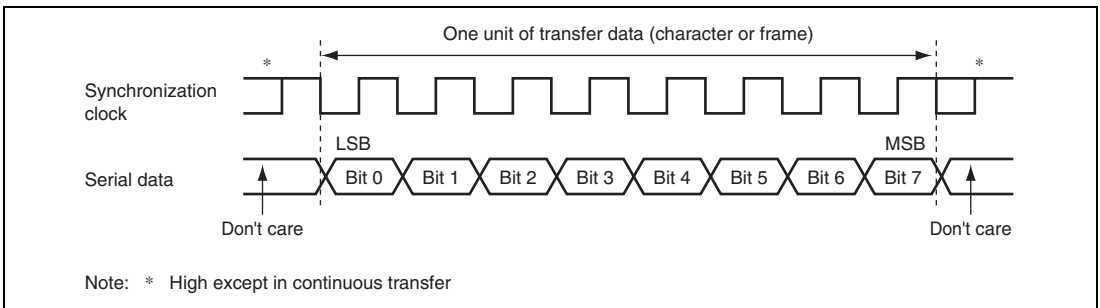 One unit of transfer data (character or frame)
*
*
Synchronization
clock
LSB
MSB
Serial data
Bit 0 Bit 1 Bit 2 Bit 3 Bit 4 Bit 5 Bit 6 Bit 7
Don't care
Don't care
Note: * High except in continuous transfer